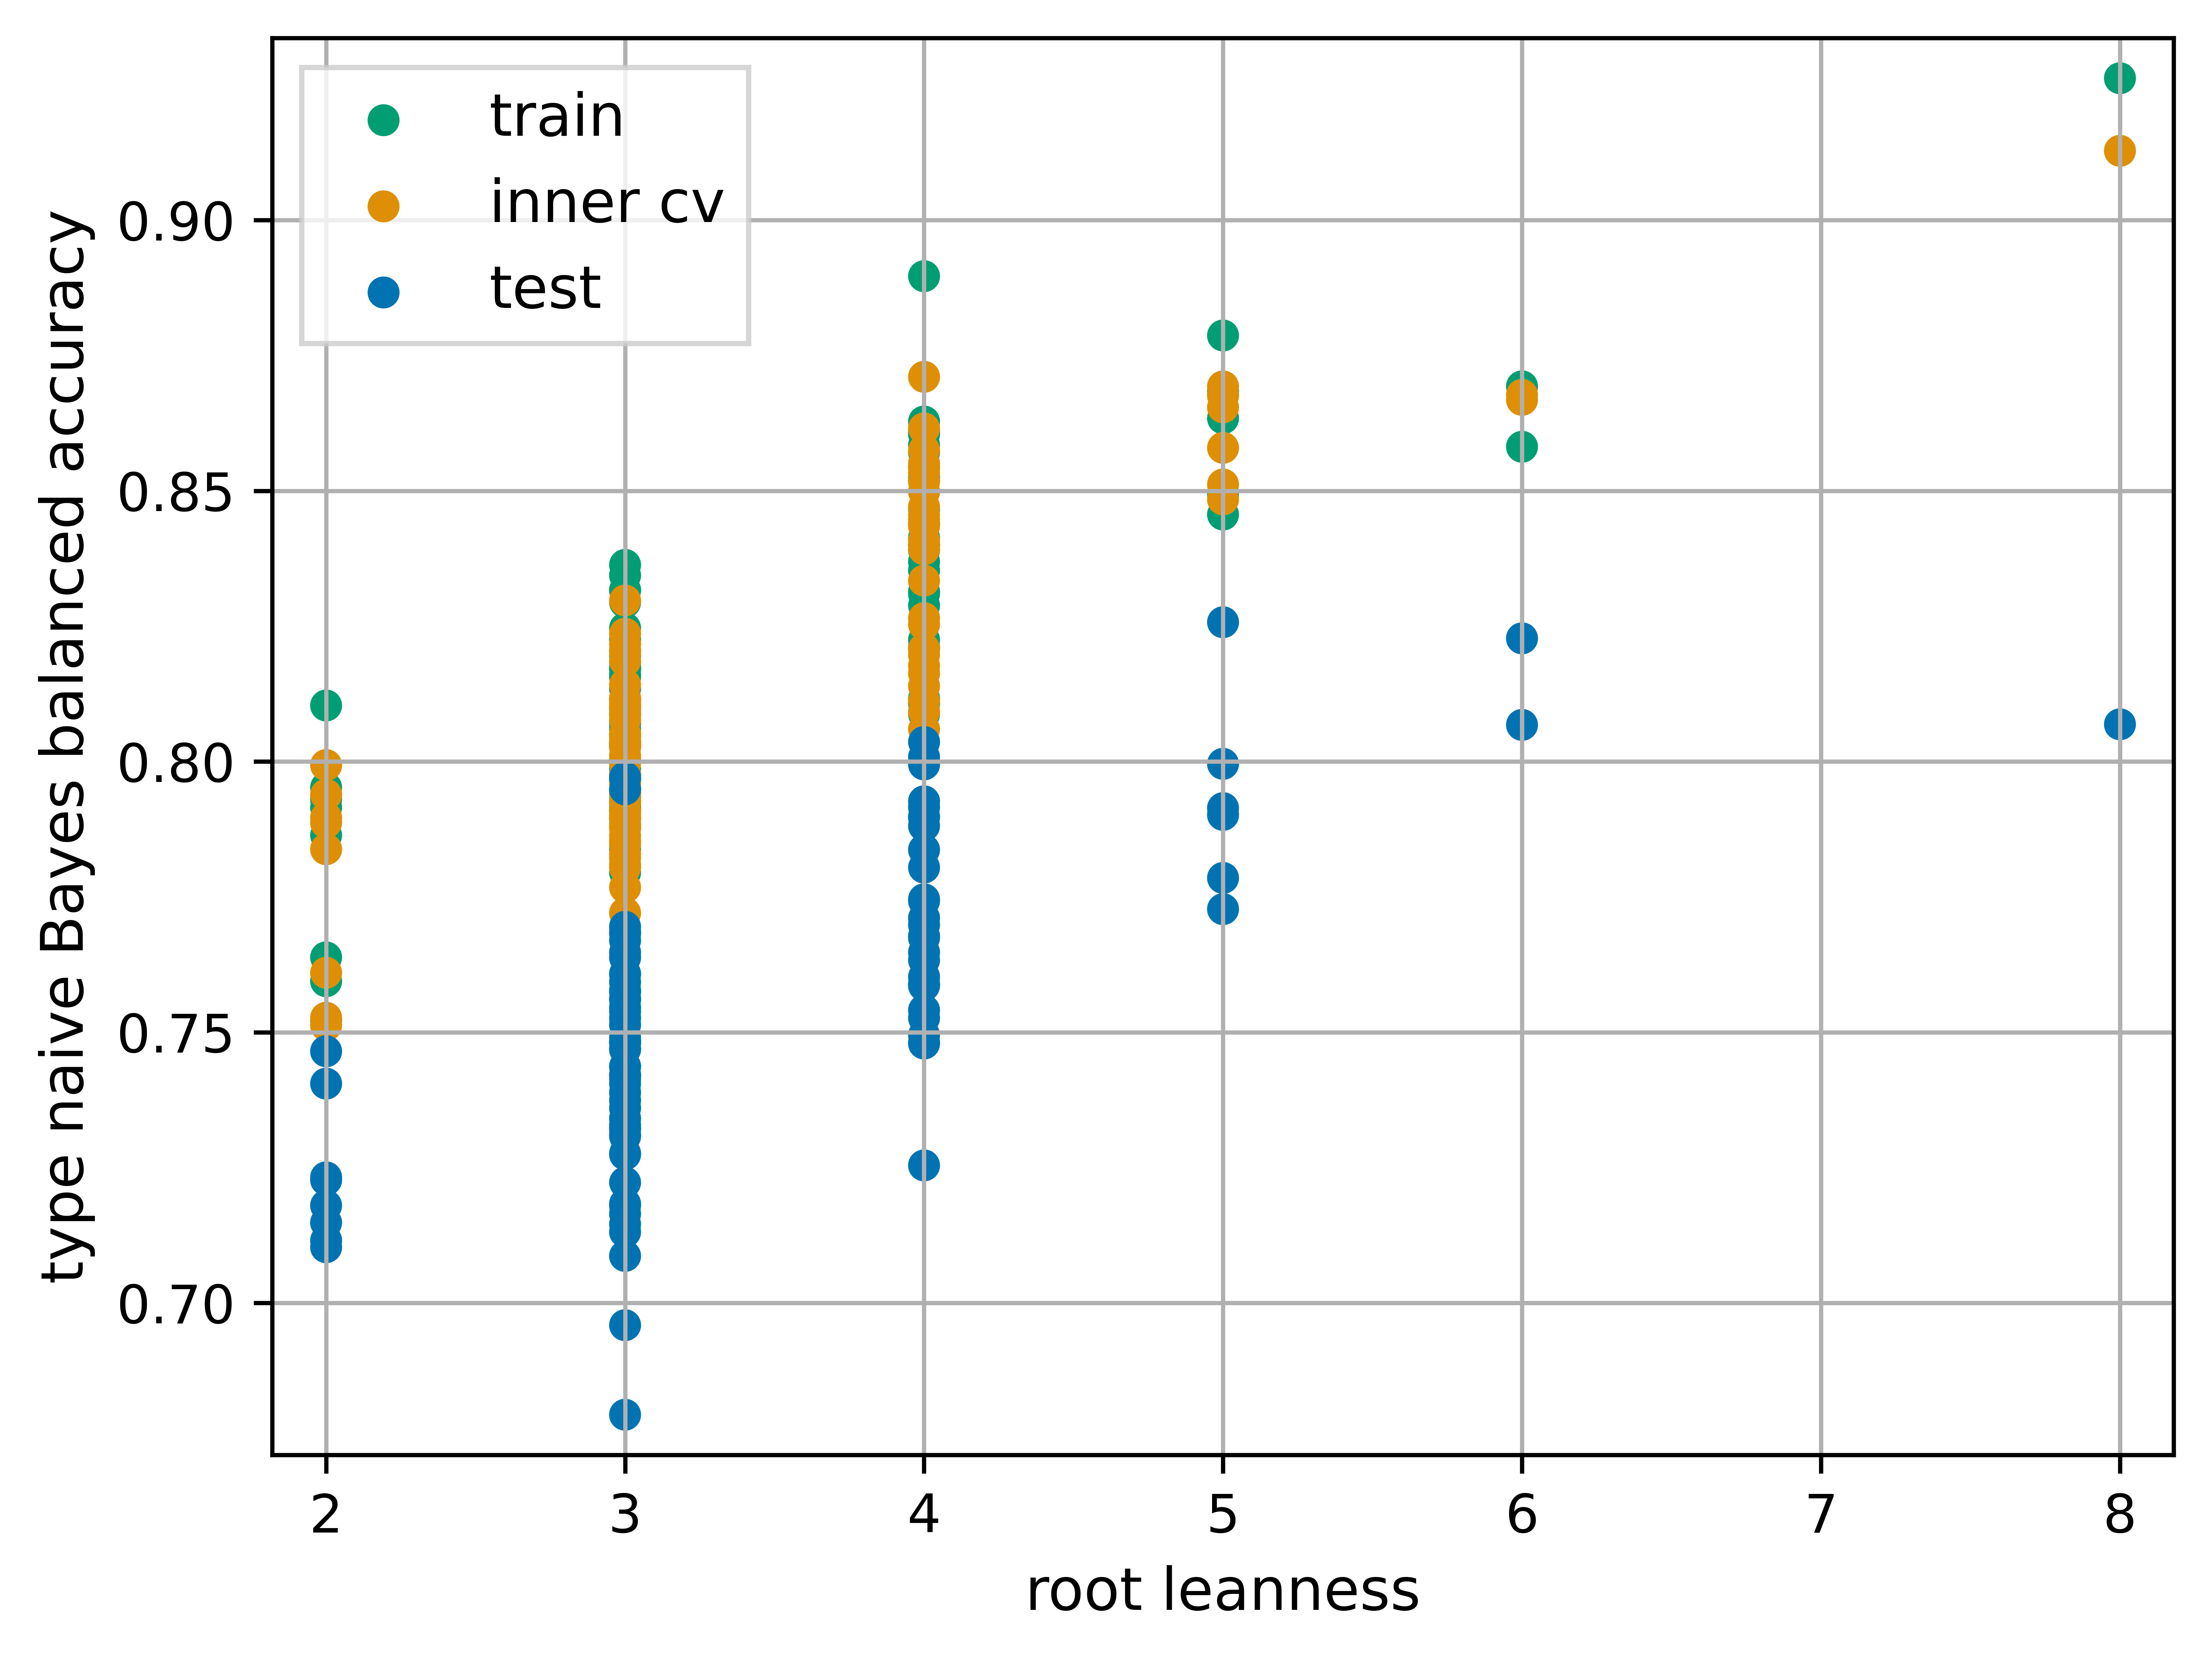 train
inner cv
test
type naive Bayes balanced accuracy
0.90
0.85
0.80
0.75
0.70
2 3 4 5 6 7 8
root leanness